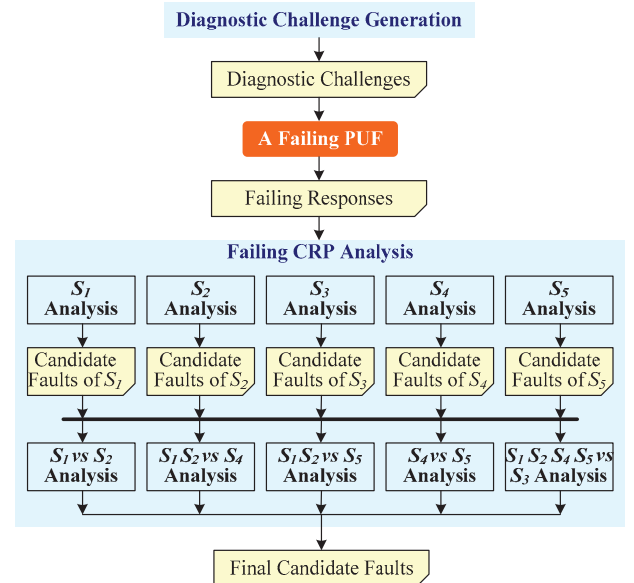 Diagnostic Challenge Generation
Diagnostic Challenges
A Failing PUF
Failing Responses
Failing CRP Analysis
S1
Analysis
S2
Analysis
S3
Analysis
S4
Analysis
S5
Analysis
Candidate
Faults of S1
Candidate
Faults of S2
Candidate
Faults of S3
Candidate
Faults of S4
Candidate
Faults of S5
S1 vs S2
Analysis
S1 S2 vs S4
Analysis
S1 S2 vs S5
Analysis
S4 vs S5
Analysis
S1 S2 S4 S5 vs
S3 Analysis
Final Candidate Faults